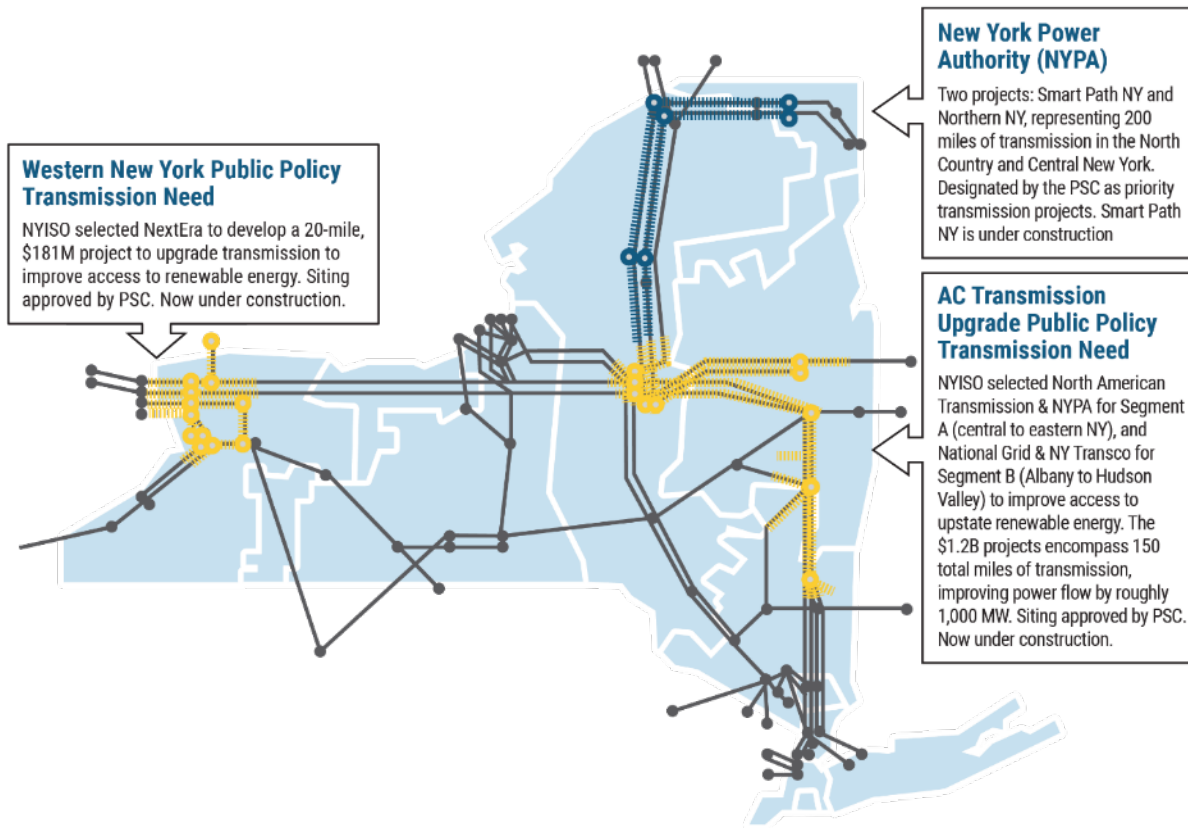 New York Power
Authority (NYPA)
Two projects: Smart Path NY and
Northern NY, representing 200
miles of transmission in the North
Country and Central New York.
Designated by the PSC as priority
transmission projects. Smart Path
NY is under construction
Western New York Public Policy
Transmission Need
NYISO selected NextEra to develop a 20-mile,
$181M project to upgrade transmission to
improve access to renewable energy. Siting
approved by PSC. Now under construction.
AC Transmission
Upgrade Public Policy
Transmission Need
NYISO selected North American
Transmission & NYPA for Segment
A (central to eastern NY), and
National Grid & NY Transco for
Segment B (Albany to Hudson
Valley) to improve access to
upstate renewable energy. The
$1.2B projects encompass 150
total miles of transmission,
improving power flow by roughly
1,000 MW. Siting approved by PSC.
Now under construction.